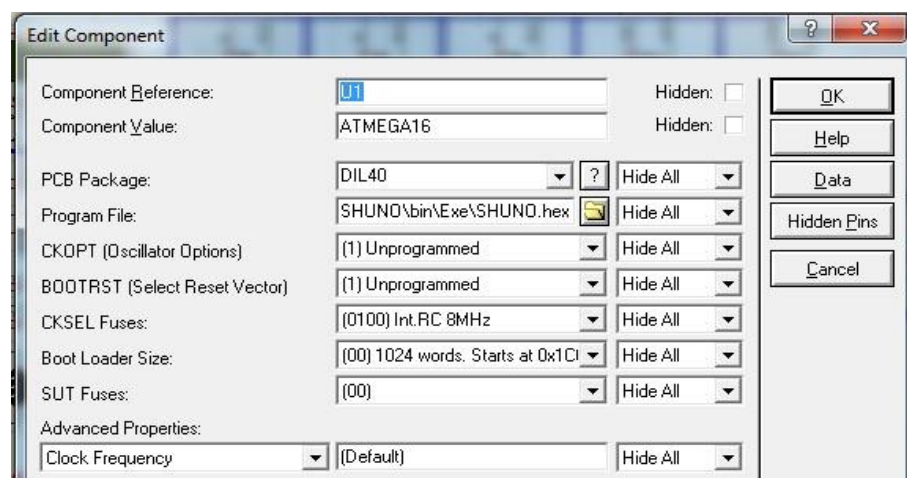 Edit Component
Component Reference: U1 Hidden: OK
Component Value: ATMEGA16 Hidden: Help
PCB Package: DIL40 ? Hide All Data
Program File: SHUNO\bin\Exe\SHUNO.hex Hide All Hidden Pins
CKOPT (Oscillator Options) (1) Unprogrammed Hide All
BOOTRST (Select Reset Vector) (1) Unprogrammed Hide All Cancel
CKSEL Fuses: (0100) Int.RC 8MHz Hide All
Boot Loader Size: (00) 1024 words. Starts at 0x1C Hide All
SUT Fuses: (00) Hide All
Advanced Properties:
Clock Frequency (Default) Hide All